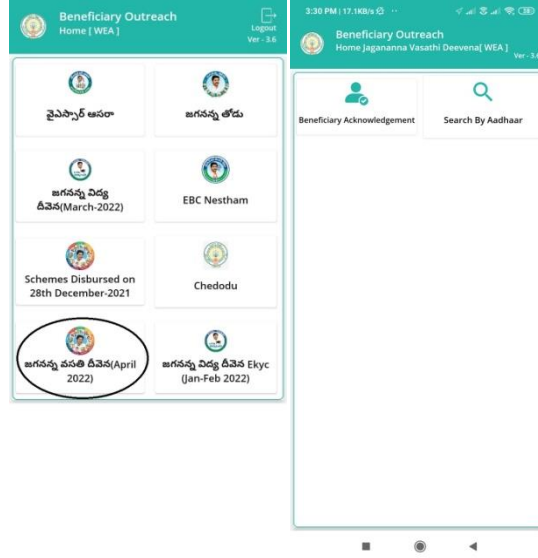 Beneficiary Outreach
Home [ WEA ]
Logout
Ver - 3.6
వైఎస్సార్ ఆసరా
జగనన్న తోడు
జగనన్న విద్య
దీవెన(March-2022)
EBC Nestham
Schemes Disbursed on
28th December-2021
Chedodu
జగనన్న వసతి దీవెన(April
2022)
జగనన్న విద్య దీవెన Ekyc
(Jan-Feb 2022)
3:30 PM | 17.1KB/s
Beneficiary Outreach
Home Jagananna Vasathi Deevena[ WEA ]
Ver - 3.6
Beneficiary Acknowledgement
Search By Aadhaar